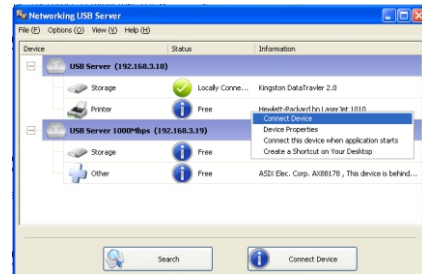 Networking USB Server
File (F) Options (O) View (V) Help (H)
Device Status Information
USB Server (192.168.3.18)
Storage Locally Conne... Kingston DataTravler 2.0
Printer Free Hewlett-Packard hp LaserJet 1010
Connect Device
Device Properties
Connect this device when application starts
Create a Shortcut on Your Desktop
USB Server 1000Mbps (192.168.3.19)
Storage Free
Other Free ASIX Elec. Corp. AX88178 , This device is behind...
Search Connect Device